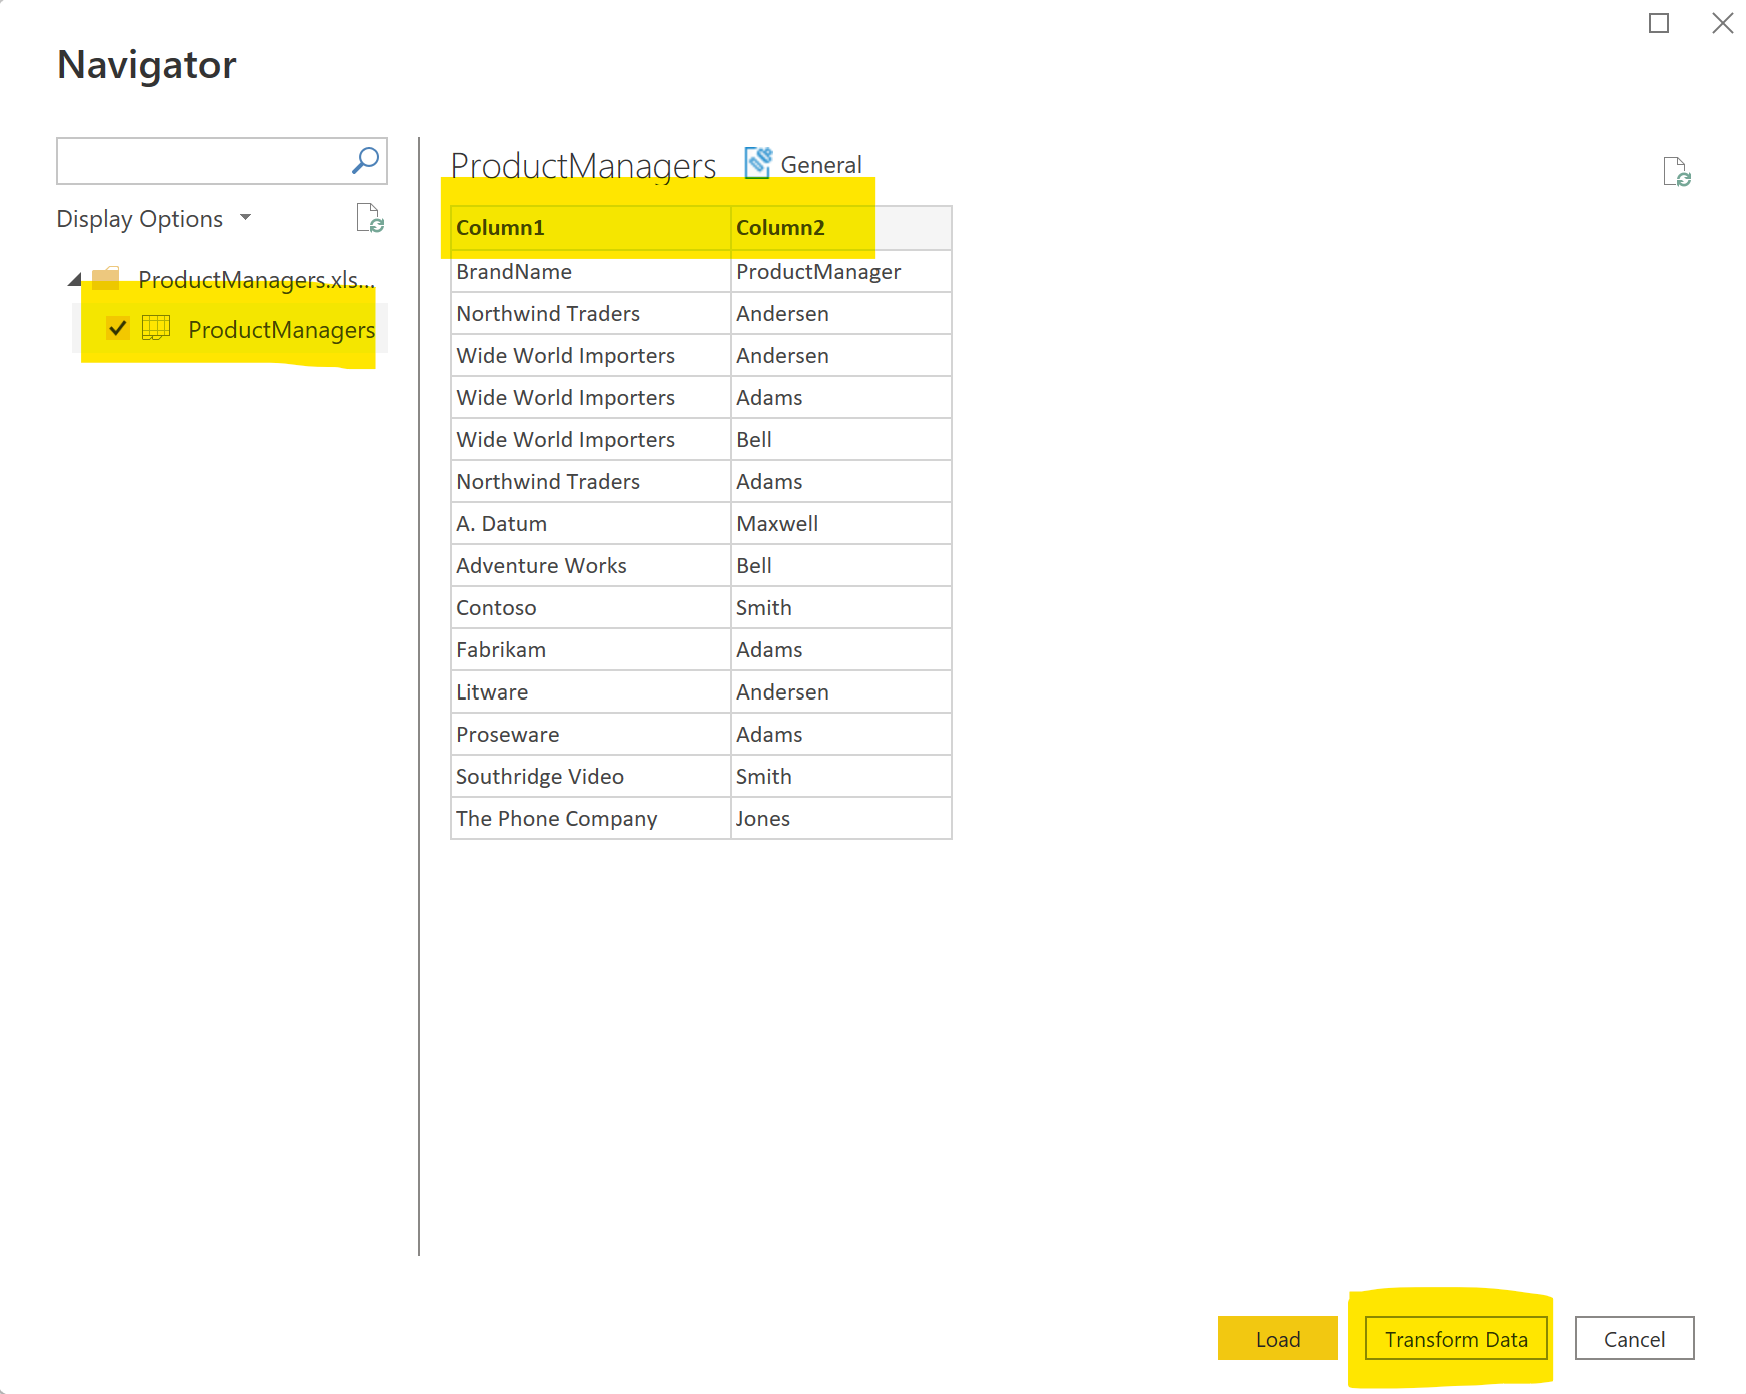 Navigator
Display Options
ProductManagers.xls...
ProductManagers
ProductManagers General
Column1 Column2
BrandName ProductManager
Northwind Traders Andersen
Wide World Importers Andersen
Wide World Importers Adams
Wide World Importers Bell
Northwind Traders Adams
A. Datum Maxwell
Adventure Works Bell
Contoso Smith
Fabrikam Adams
Litware Andersen
Proseware Adams
Southridge Video Smith
The Phone Company Jones
Load Transform Data Cancel